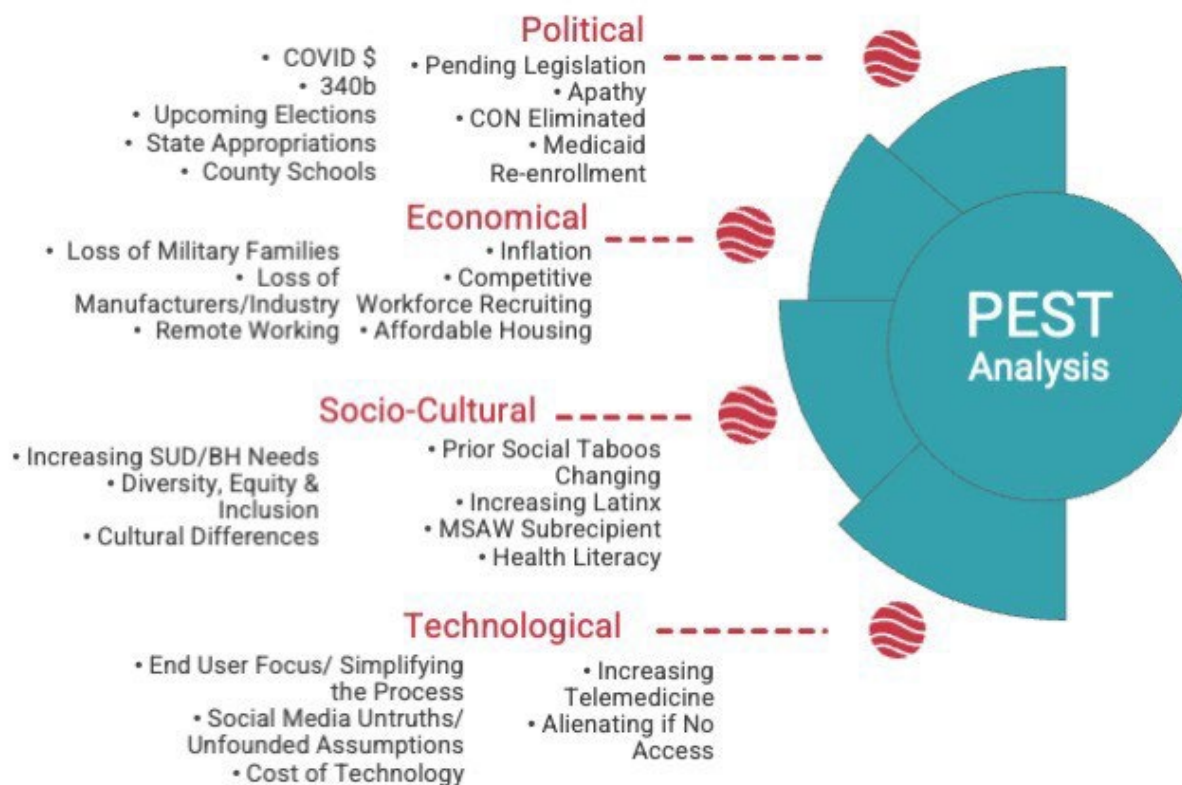 Political
• COVID $
• 340b
• Upcoming Elections
• State Appropriations
• County Schools
• Pending Legislation
• Apathy
• CON Eliminated
• Medicaid
Re-enrollment
Economical
• Loss of Military Families
• Loss of
Manufacturers/Industry
• Remote Working
• Inflation
• Competitive
Workforce Recruiting
• Affordable Housing
Socio-Cultural
• Increasing SUD/BH Needs
• Diversity, Equity &
Inclusion
• Cultural Differences
• Prior Social Taboos
Changing
• Increasing Latinx
• MSAW Subrecipient
• Health Literacy
Technological
• End User Focus/ Simplifying
the Process
• Social Media Untruths/
Unfounded Assumptions
• Cost of Technology
• Increasing
Telemedicine
• Alienating if No
Access
PEST
Analysis